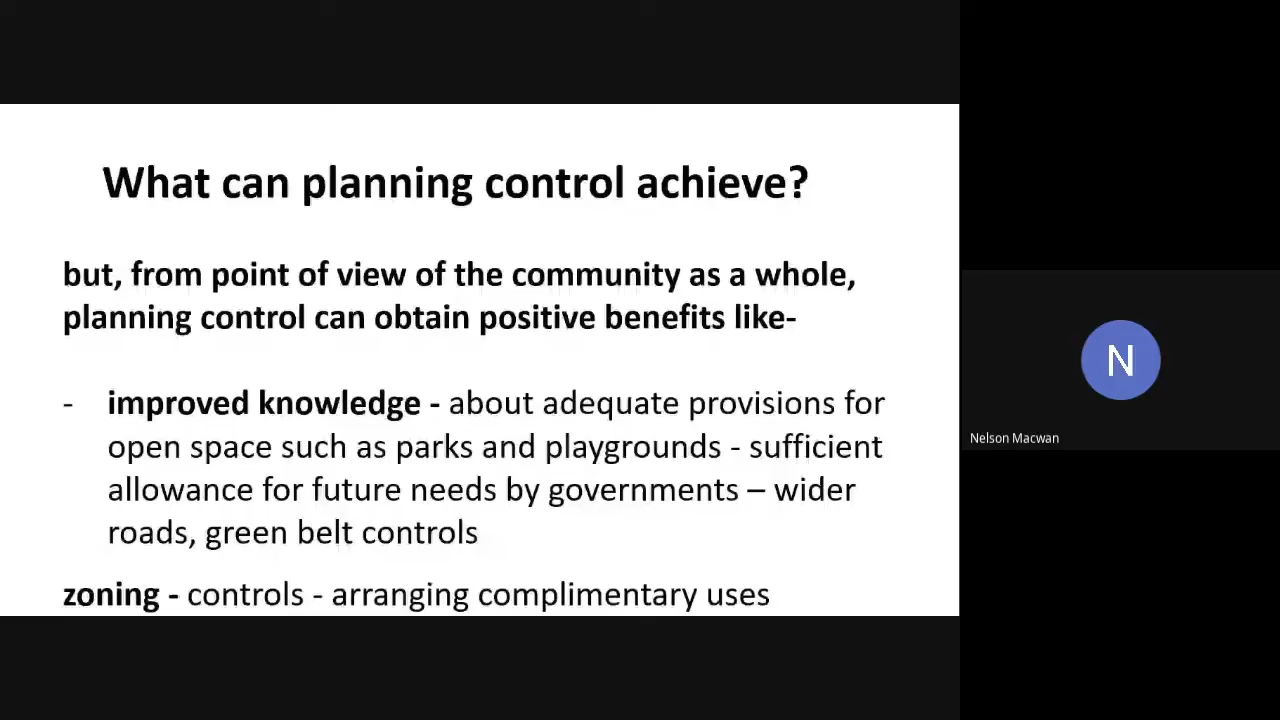 What can planning control achieve?
but, from point of view of the community as a whole,
planning control can obtain positive benefits like-
- improved knowledge - about adequate provisions for
open space such as parks and playgrounds - sufficient
allowance for future needs by governments – wider
roads, green belt controls
zoning - controls - arranging complimentary uses
N
Nelson Macwan